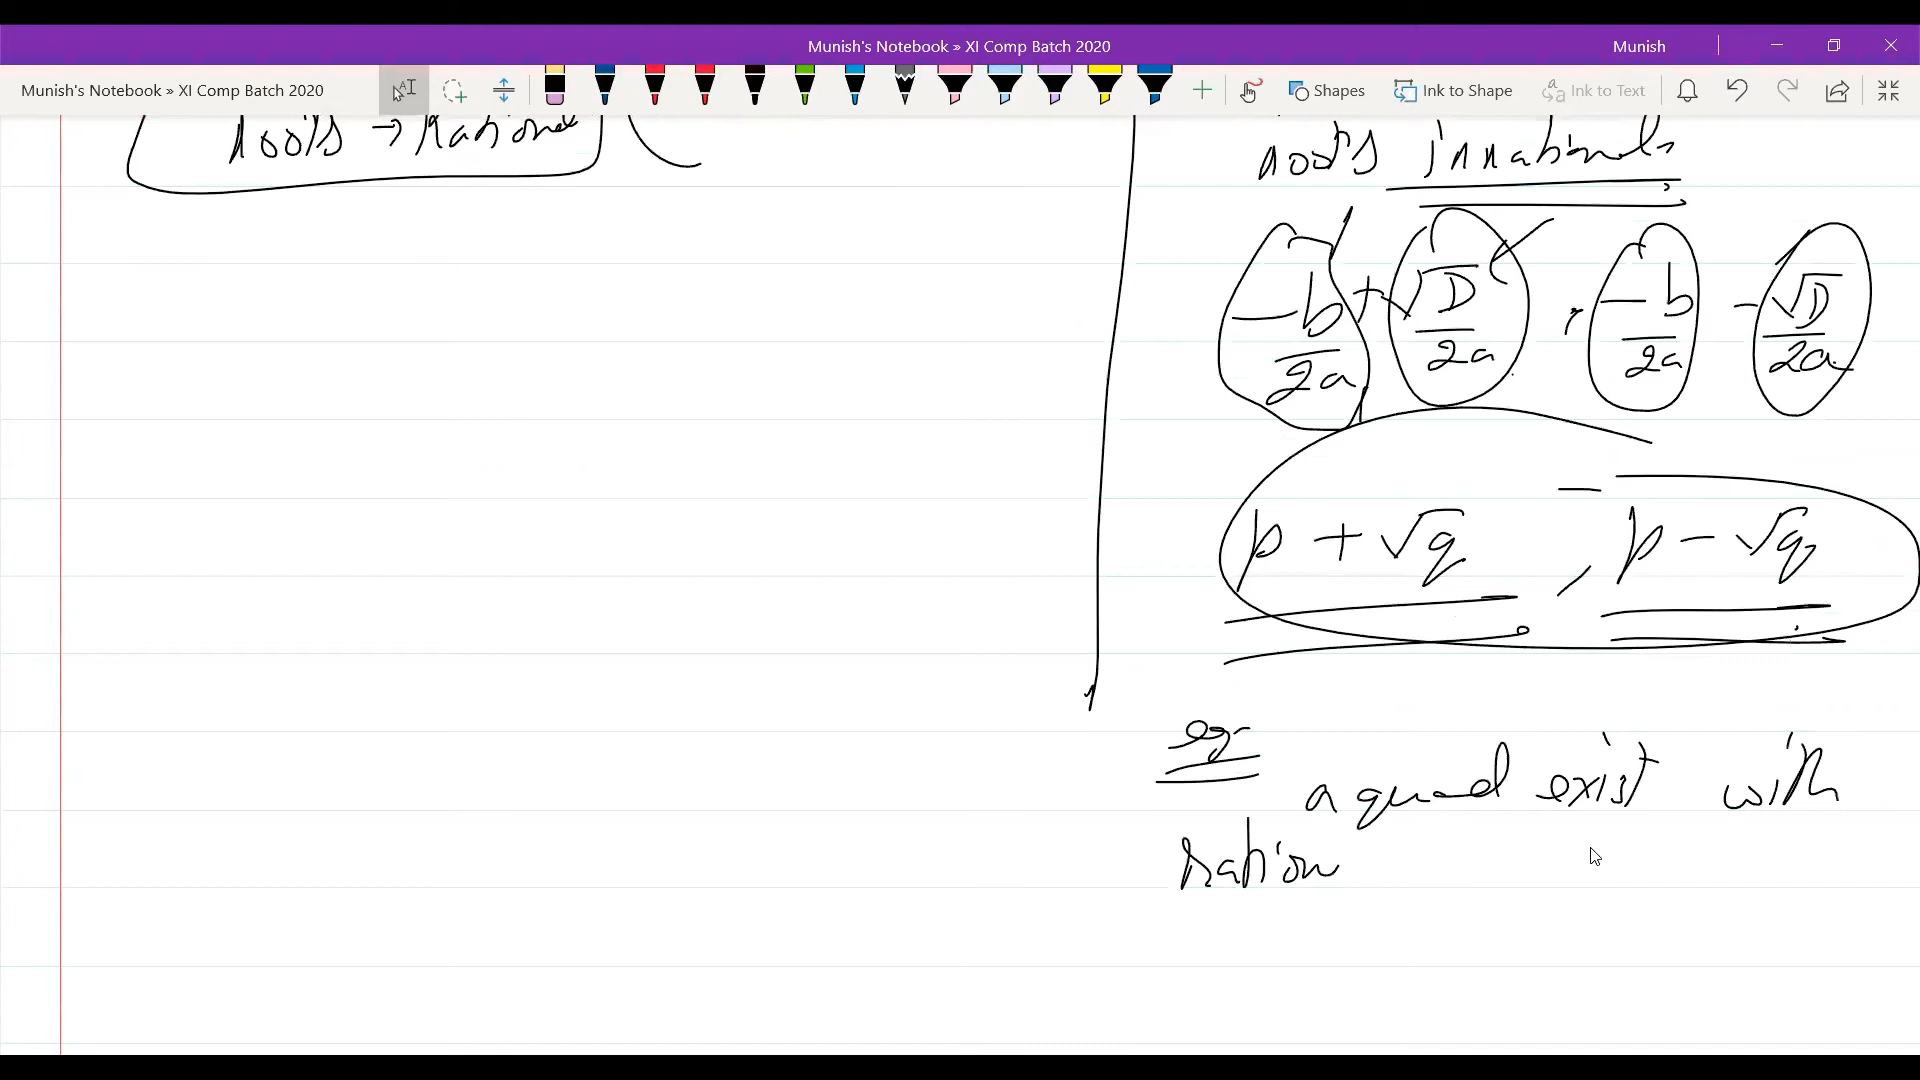 Munish's Notebook » XI Comp Batch 2020
Munish
Munish's Notebook » XI Comp Batch 2020
Shapes
Ink to Shape
Ink to Text
roots → Rational
roots irrationals
-b/2a + √D/2a , -b/2a - √D/2a
p + √q , p - √q
eg-
a quad exist with
ration